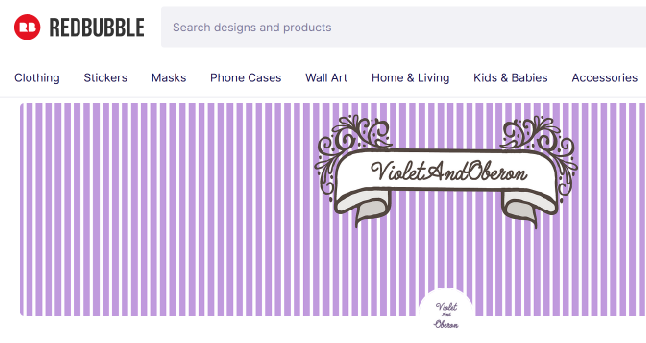 RB REDBUBBLE
Search designs and products
Clothing Stickers Masks Phone Cases Wall Art Home & Living Kids & Babies Accessories
VioletAndOberon
Violet
And
Oberon